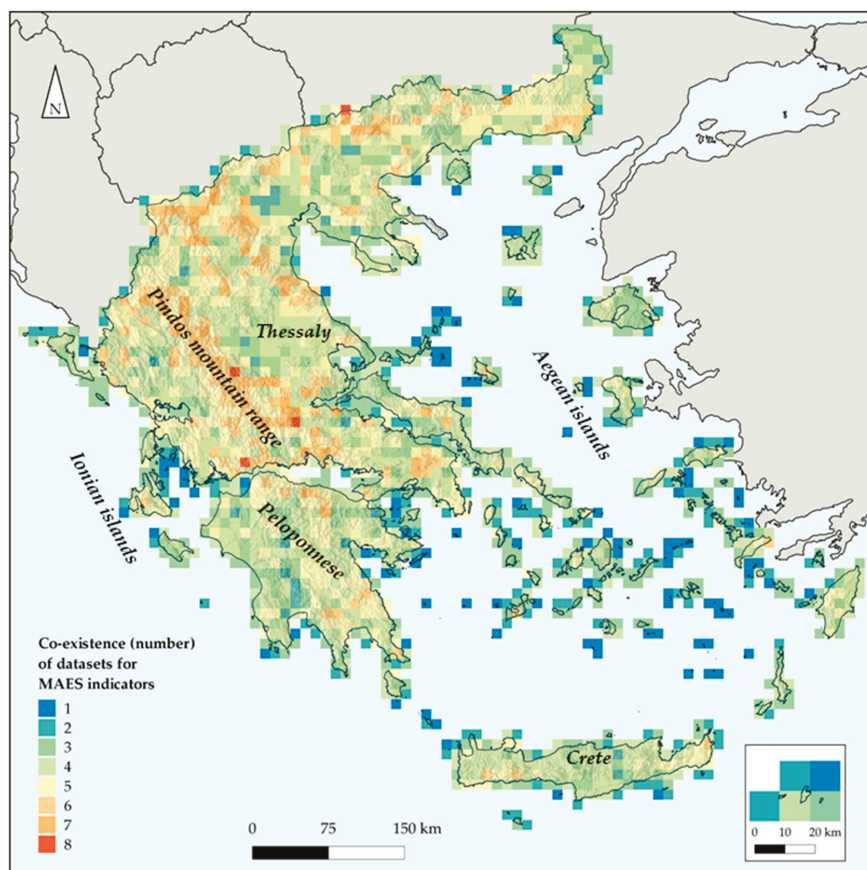 N
Pindos mountain range
Thessaly
Aegean islands
Ionian islands
Peloponnese
Co-existence (number)
of datasets for
MAES indicators
1
2
3
4
5
6
7
8
Crete
0 75 150 km
0 10 20 km